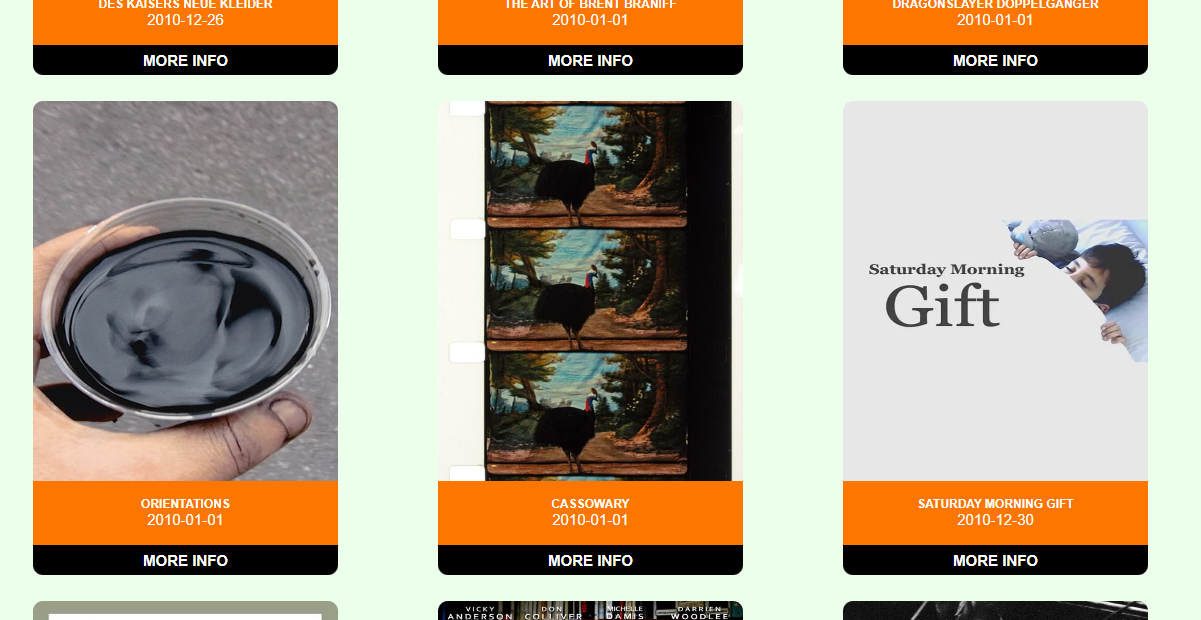 DES KAISERS NEUE KLEIDER
2010-12-26
MORE INFO
THE ART OF BRENT BRANIFF
2010-01-01
MORE INFO
DRAGONSLAYER DOPPELGANGER
2010-01-01
MORE INFO
ORIENTATIONS
2010-01-01
MORE INFO
CASSOWARY
2010-01-01
MORE INFO
Saturday Morning
Gift
SATURDAY MORNING GIFT
2010-12-30
MORE INFO
VICKY DON MICHELLE DARRIEN
ANDERSON COLLIVER DAMIS WOODLEE